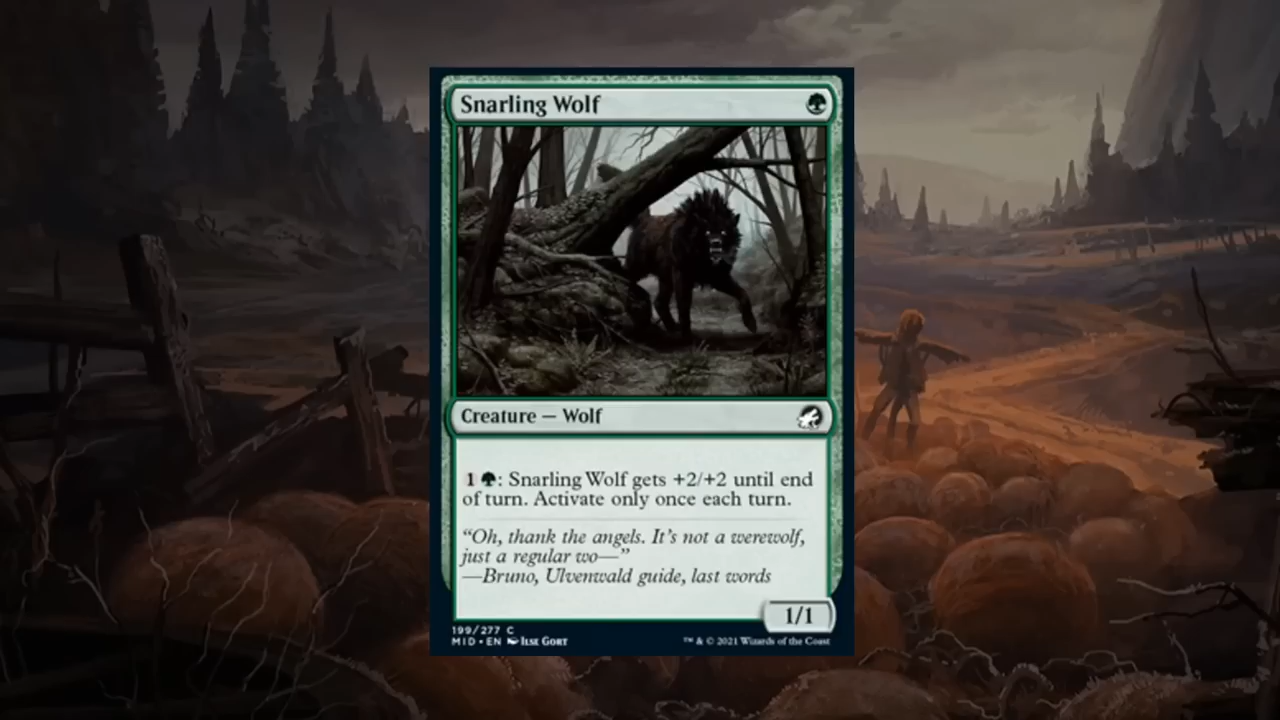 Snarling Wolf
Creature — Wolf
1 : Snarling Wolf gets +2/+2 until end
of turn. Activate only once each turn.
“Oh, thank the angels. It’s not a werewolf,
just a regular wo—”
—Bruno, Ulvenwald guide, last words
1/1
199/277 C
MID • EN Ilse Gort
™ & © 2021 Wizards of the Coast